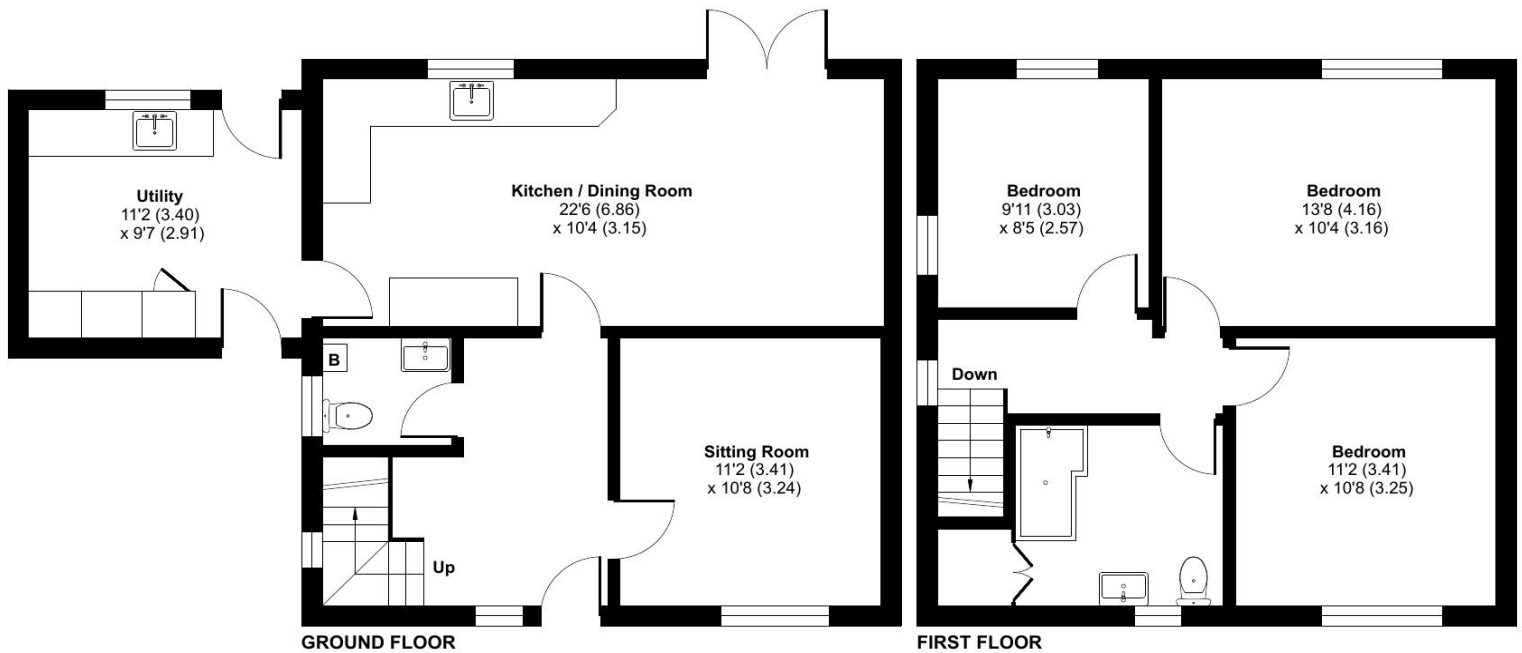 Utility
11'2 (3.40)
x 9'7 (2.91)
Kitchen / Dining Room
22'6 (6.86)
x 10'4 (3.15)
B
Sitting Room
11'2 (3.41)
x 10'8 (3.24)
Up
GROUND FLOOR
Bedroom
9'11 (3.03)
x 8'5 (2.57)
Bedroom
13'8 (4.16)
x 10'4 (3.16)
Down
Bedroom
11'2 (3.41)
x 10'8 (3.25)
FIRST FLOOR